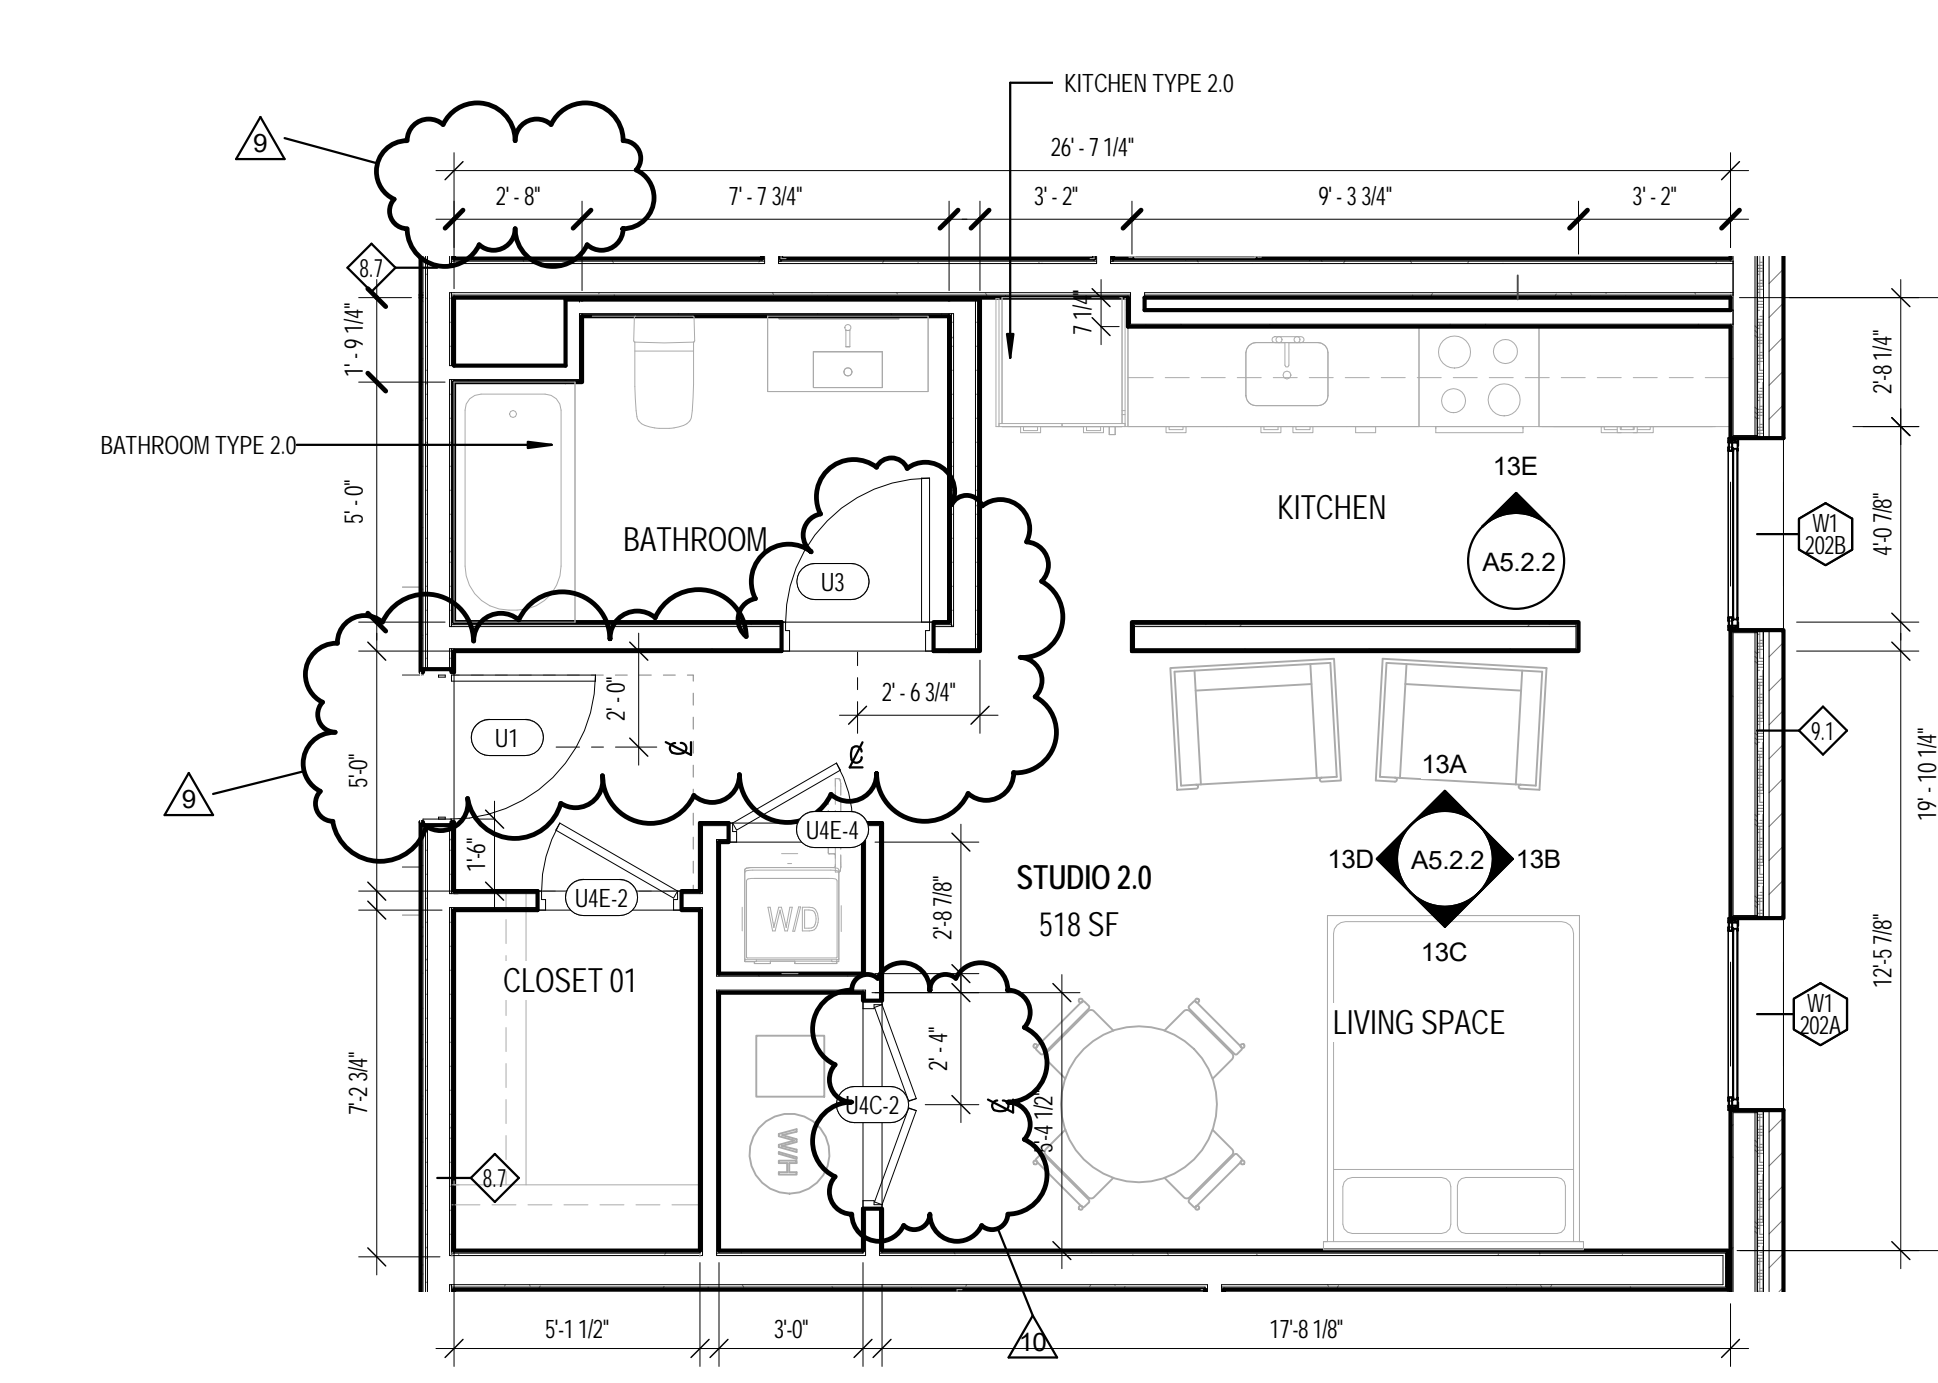 KITCHEN TYPE 2.0
9
26' - 7 1/4"
2' - 8"
7' - 7 3/4"
3' - 2"
9' - 3 3/4"
3' - 2"
8.7
1' - 9 1/4"
7 1/4"
2'-8 1/4"
BATHROOM TYPE 2.0
5' - 0"
13E
KITCHEN
A5.2.2
W1
202B
4'-0 7/8"
BATHROOM
U3
2' - 0"
2' - 6 3/4"
U1
℄
℄
9.1
19' - 10 1/4"
9
5'-0"
13A
1'-6"
U4E-4
13D
A5.2.2
13B
STUDIO 2.0
518 SF
U4E-2
W/D
2'-8 7/8"
13C
12'-5 7/8"
CLOSET 01
LIVING SPACE
W1
202A
2' - 4"
7'-2 3/4"
U4C-2
℄
W/H
8.7
5'-1 1/2"
3'-0"
10
17'-8 1/8"